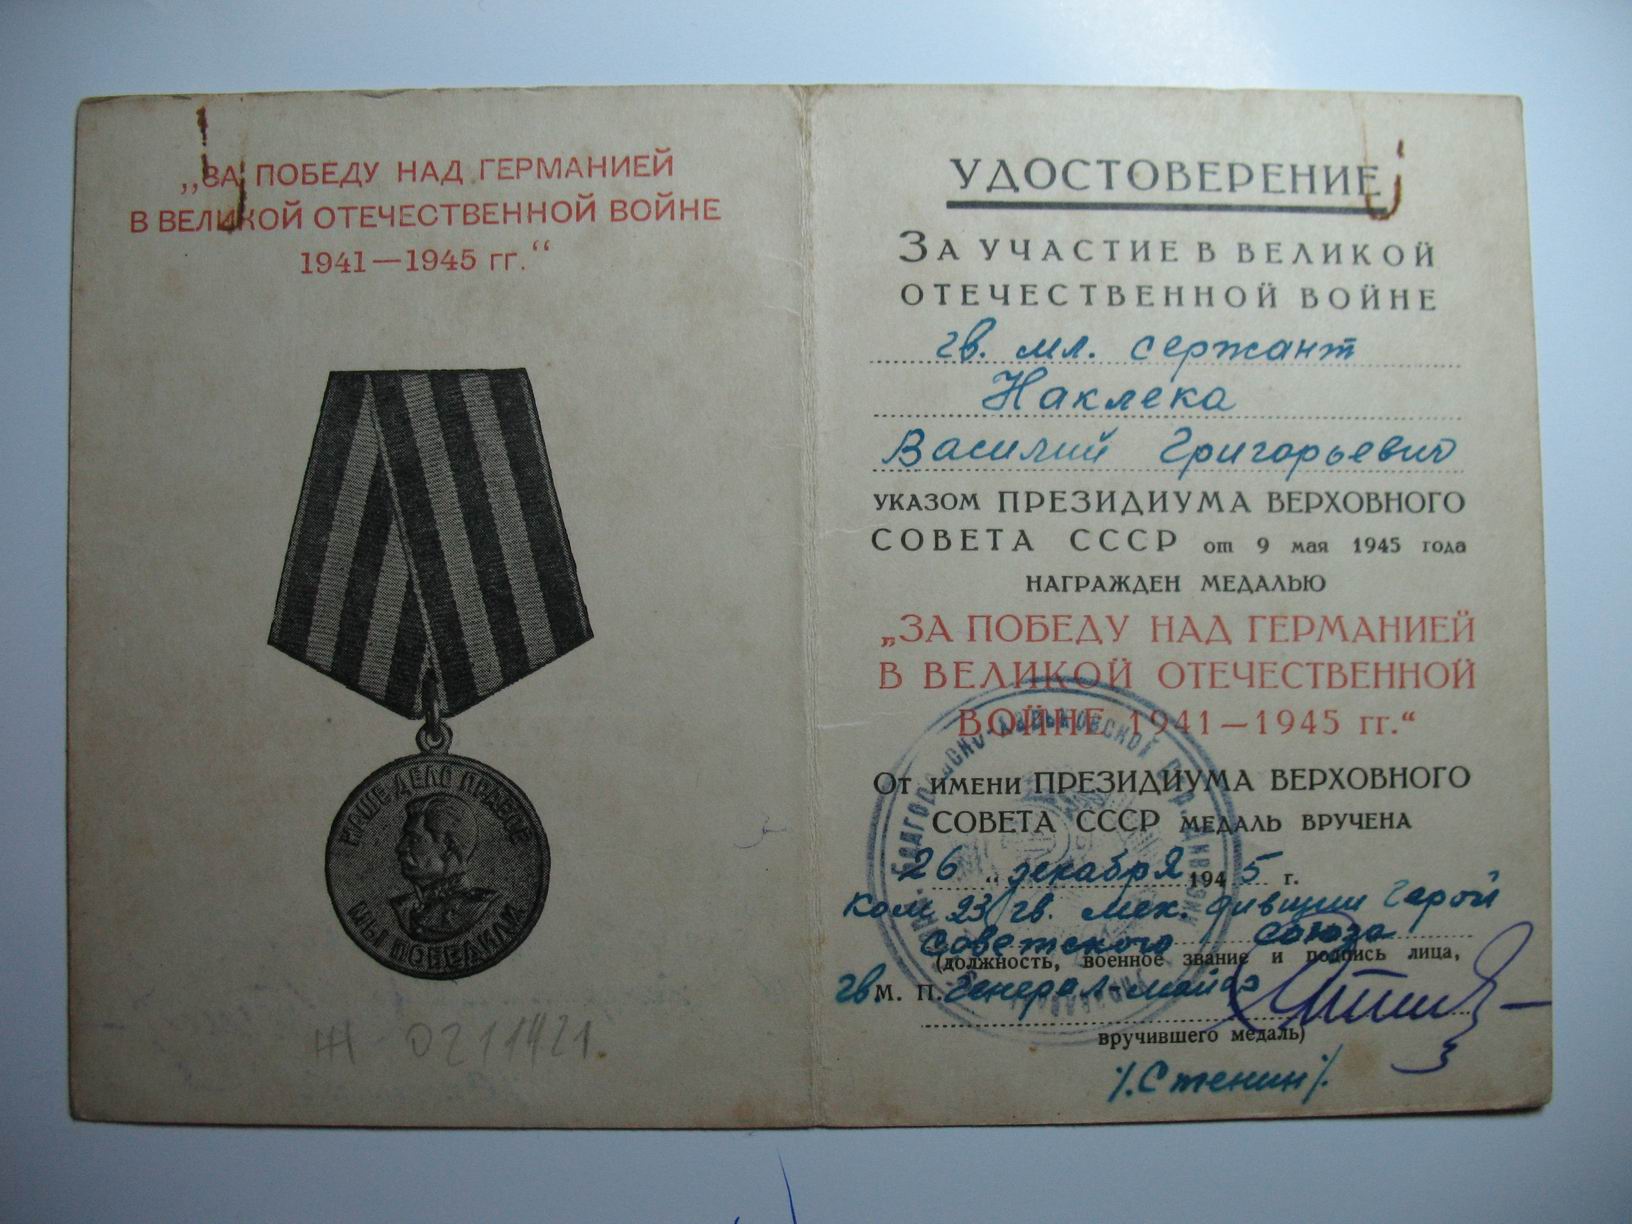 „ЗА ПОБЕДУ НАД ГЕРМАНИЕЙ
В ВЕЛИКОЙ ОТЕЧЕСТВЕННОЙ ВОЙНЕ
1941—1945 гг.“
НАШЕ ДЕЛО ПРАВОЕ
МЫ ПОБЕДИЛИ
Ж 0211421
УДОСТОВЕРЕНИЕ
ЗА УЧАСТИЕ В ВЕЛИКОЙ
ОТЕЧЕСТВЕННОЙ ВОЙНЕ
гв. мл. сержант
Наклека
Василий Григорьевич
УКАЗОМ ПРЕЗИДИУМА ВЕРХОВНОГО
СОВЕТА СССР от 9 мая 1945 года
НАГРАЖДЕН МЕДАЛЬЮ
„ЗА ПОБЕДУ НАД ГЕРМАНИЕЙ
В ВЕЛИКОЙ ОТЕЧЕСТВЕННОЙ
ВОЙНЕ 1941—1945 гг.“
ОТ ИМЕНИ ПРЕЗИДИУМА ВЕРХОВНОГО
СОВЕТА СССР МЕДАЛЬ ВРУЧЕНА
26 „ декабря 1945 г.
Ком. 23 гв. мех. дивизии Герой
Советского Союза
(должность, военное звание и подпись лица,
гв. М. П. Генерал-майор
вручившего медаль)
/.Стенин/.